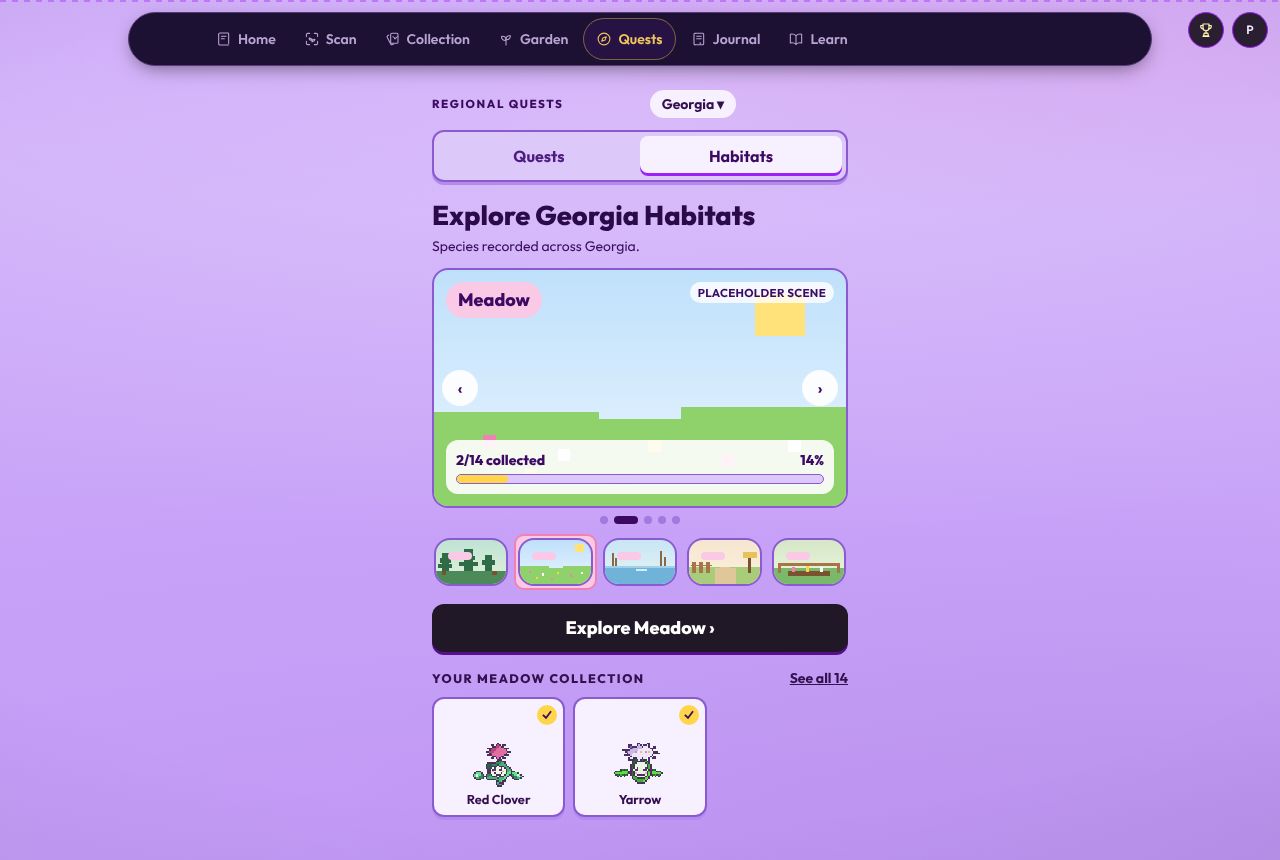 Home Scan Collection Garden Quests Journal Learn P
REGIONAL QUESTS Georgia ▾
Quests Habitats
Explore Georgia Habitats
Species recorded across Georgia.
Meadow PLACEHOLDER SCENE
‹ ›
2/14 collected 14%
Explore Meadow ›
YOUR MEADOW COLLECTION See all 14
Red Clover Yarrow